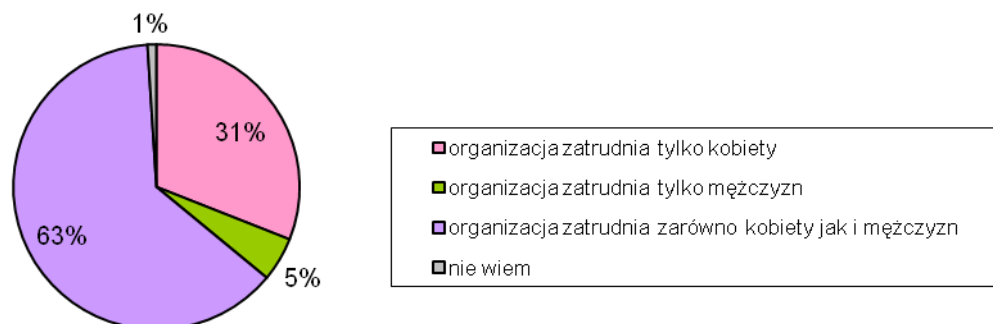 1%
31%
63%
5%
organizacja zatrudnia tylko kobiety
organizacja zatrudnia tylko mężczyzn
organizacja zatrudnia zarówno kobiety jak i mężczyzn
nie wiem